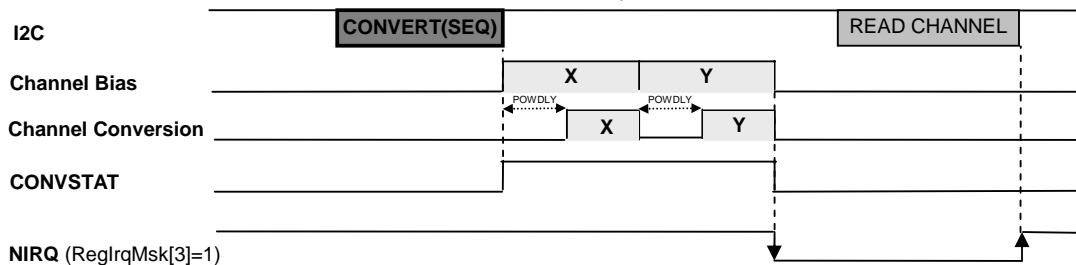 I2C CONVERT(SEQ) READ CHANNEL
Channel Bias X Y
POWDLY POWDLY
Channel Conversion X Y
CONVSTAT
NIRQ (RegIrqMsk[3]=1)